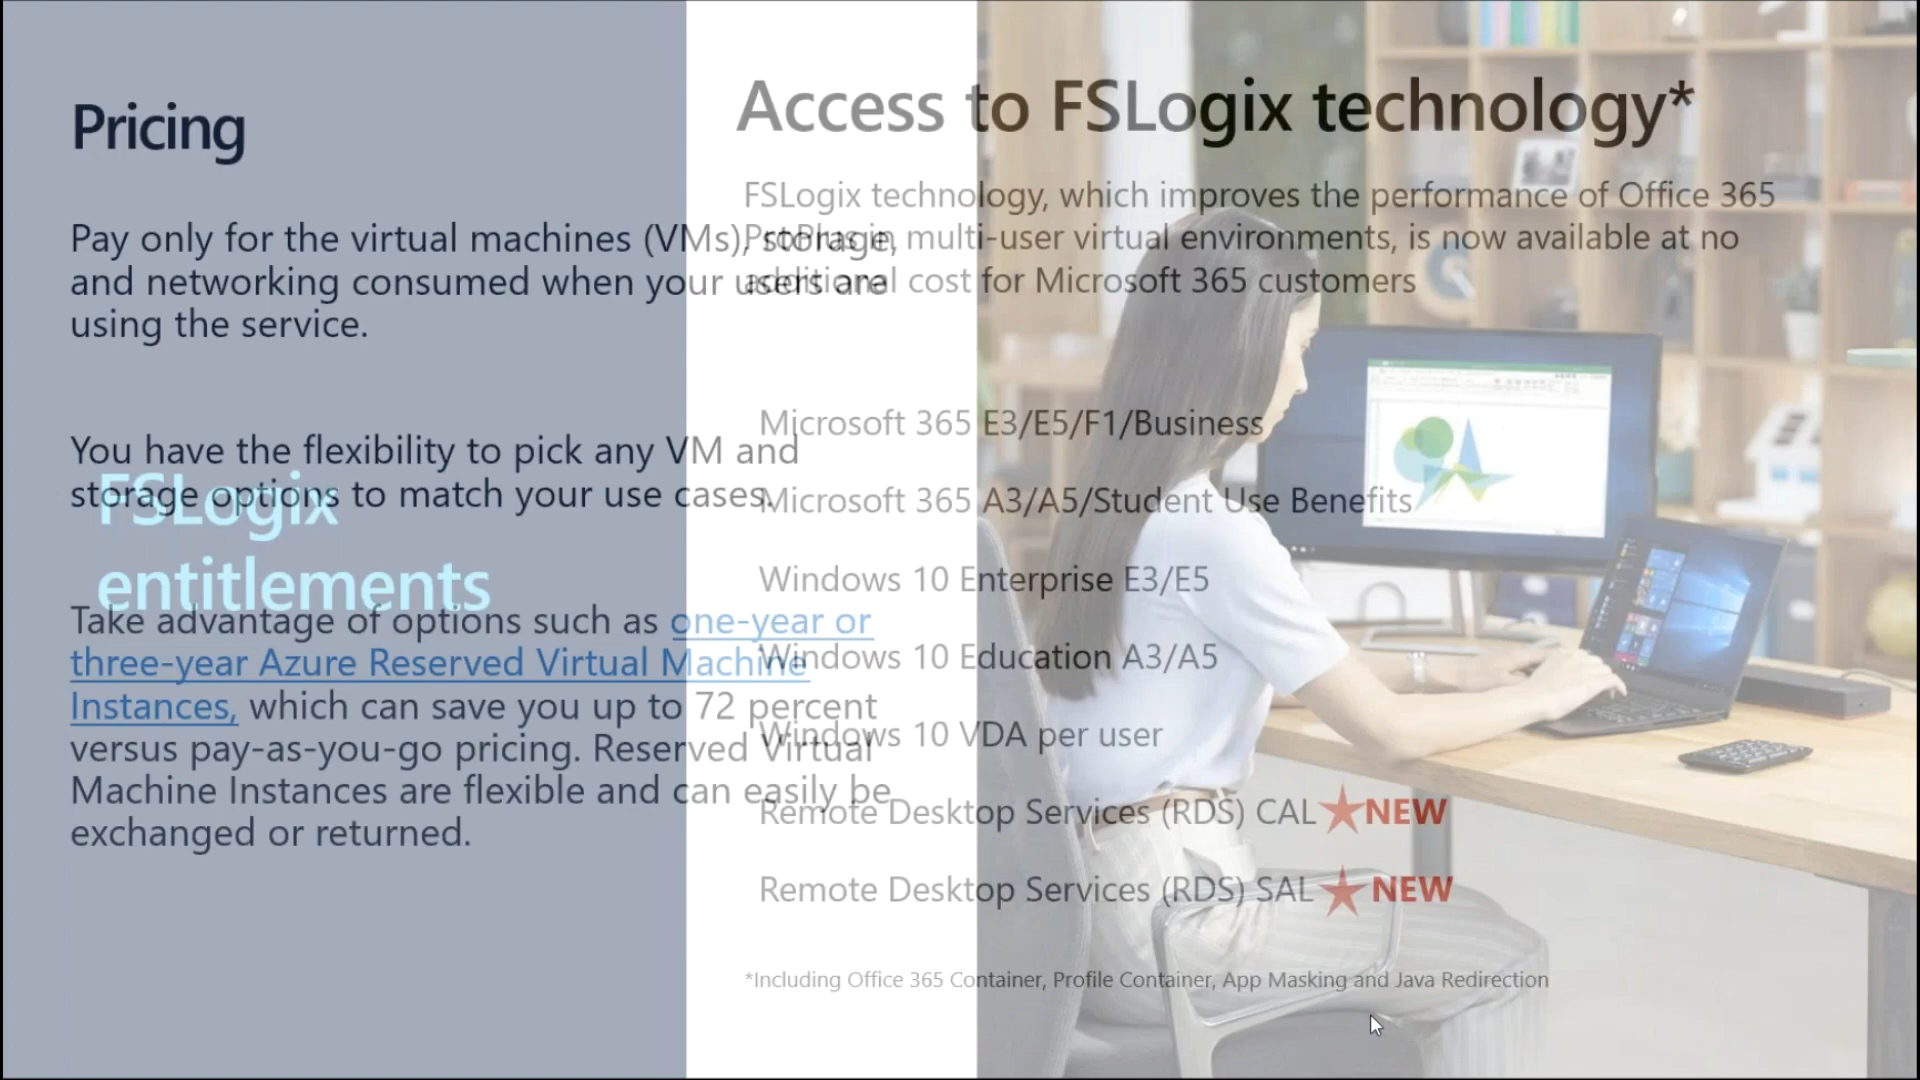 Pricing
Pay only for the virtual machines (VMs), storage,
and networking consumed when your users are
using the service.
You have the flexibility to pick any VM and
storage options to match your use cases.
Take advantage of options such as one-year or
three-year Azure Reserved Virtual Machine
Instances, which can save you up to 72 percent
versus pay-as-you-go pricing. Reserved Virtual
Machine Instances are flexible and can easily be
exchanged or returned.
FSLogix
entitlements
Access to FSLogix technology*
FSLogix technology, which improves the performance of Office 365
ProPlus in multi-user virtual environments, is now available at no
additional cost for Microsoft 365 customers
Microsoft 365 E3/E5/F1/Business
Microsoft 365 A3/A5/Student Use Benefits
Windows 10 Enterprise E3/E5
Windows 10 Education A3/A5
Windows 10 VDA per user
Remote Desktop Services (RDS) CAL NEW
Remote Desktop Services (RDS) SAL NEW
*Including Office 365 Container, Profile Container, App Masking and Java Redirection